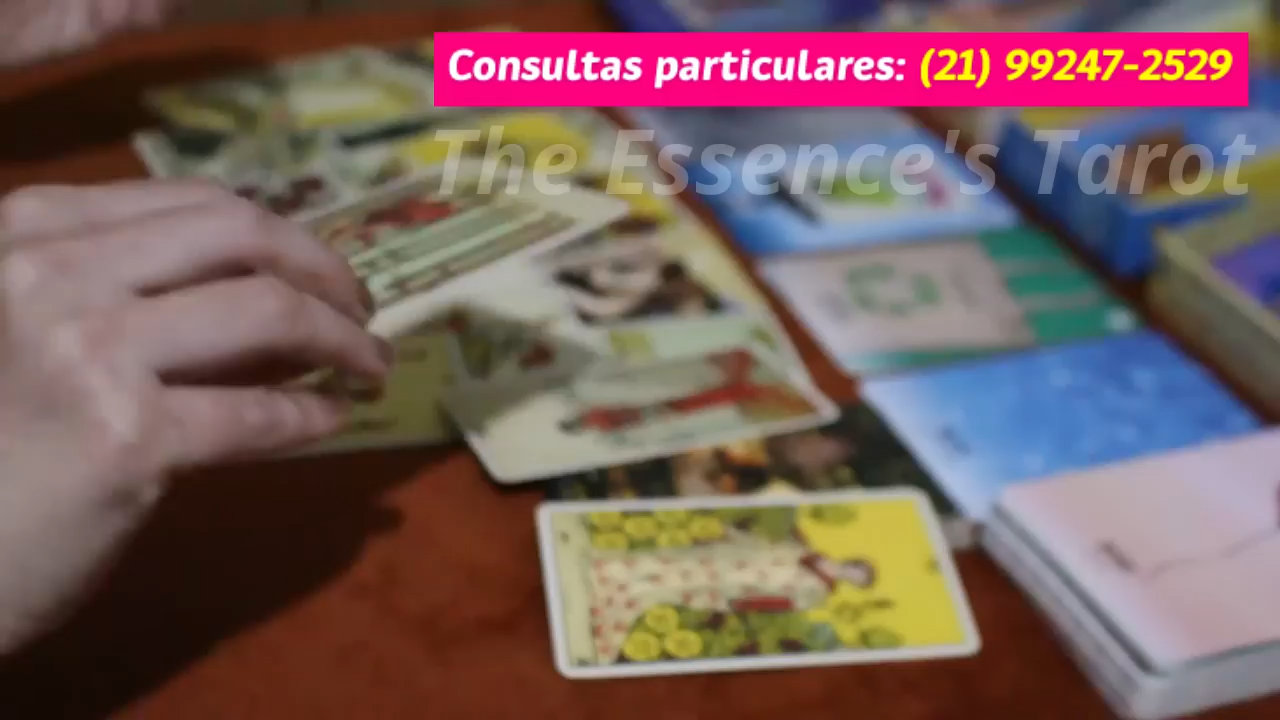 Consultas particulares: (21) 99247-2529
The Essence's Tarot